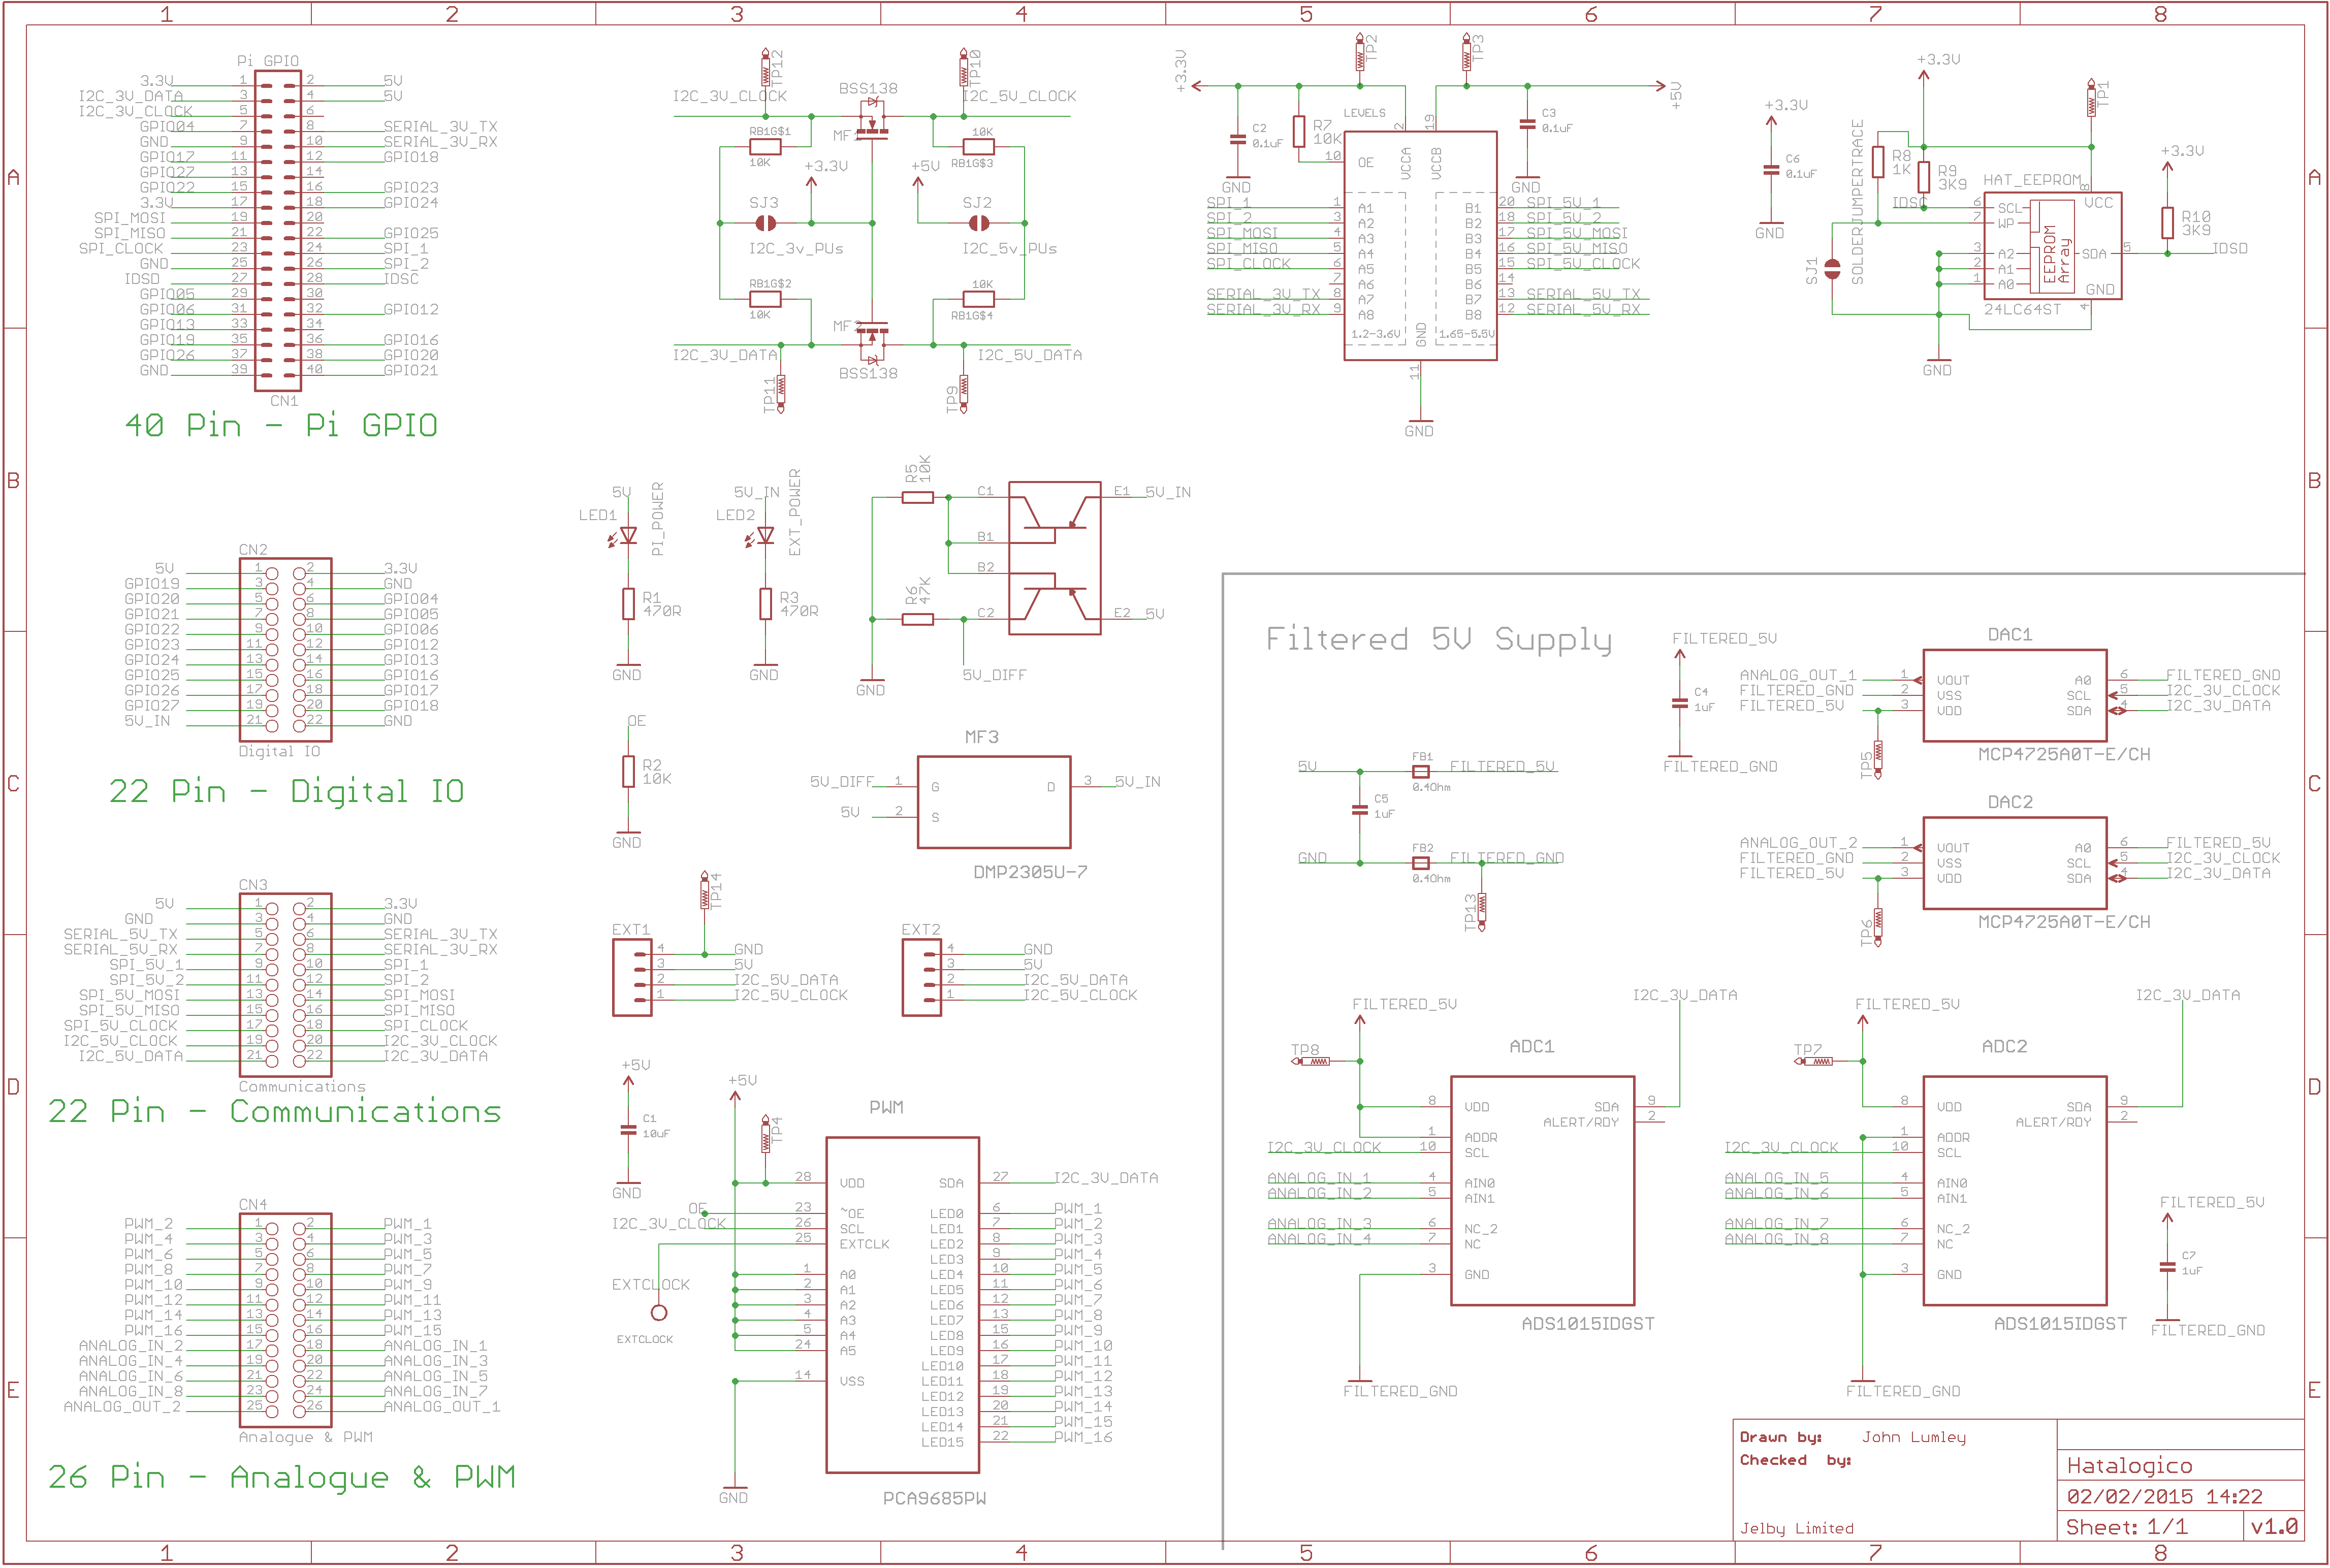 1 2 3 4 5 6 7 8
A
B
C
D
E
Pi GPIO
3.3V 1 2 5V
I2C_3V_DATA 3 4 5V
I2C_3V_CLOCK 5 6
GPIO04 7 8 SERIAL_3V_TX
GND 9 10 SERIAL_3V_RX
GPIO17 11 12 GPIO18
GPIO27 13 14
GPIO22 15 16 GPIO23
3.3V 17 18 GPIO24
SPI_MOSI 19 20
SPI_MISO 21 22 GPIO25
SPI_CLOCK 23 24 SPI_1
GND 25 26 SPI_2
IDSD 27 28 IDSC
GPIO05 29 30
GPIO06 31 32 GPIO12
GPIO13 33 34
GPIO19 35 36 GPIO16
GPIO26 37 38 GPIO20
GND 39 40 GPIO21
CN1
40 Pin - Pi GPIO
CN2
5V 1 2 3.3V
GPIO19 3 4 GND
GPIO20 5 6 GPIO04
GPIO21 7 8 GPIO05
GPIO22 9 10 GPIO06
GPIO23 11 12 GPIO12
GPIO24 13 14 GPIO13
GPIO25 15 16 GPIO16
GPIO26 17 18 GPIO17
GPIO27 19 20 GPIO18
5V_IN 21 22 GND
Digital IO
22 Pin - Digital IO
CN3
5V 1 2 3.3V
GND 3 4 GND
SERIAL_5V_TX 5 6 SERIAL_3V_TX
SERIAL_5V_RX 7 8 SERIAL_3V_RX
SPI_5V_1 9 10 SPI_1
SPI_5V_2 11 12 SPI_2
SPI_5V_MOSI 13 14 SPI_MOSI
SPI_5V_MISO 15 16 SPI_MISO
SPI_5V_CLOCK 17 18 SPI_CLOCK
I2C_5V_CLOCK 19 20 I2C_3V_CLOCK
I2C_5V_DATA 21 22 I2C_3V_DATA
Communications
22 Pin - Communications
CN4
PWM_2 1 2 PWM_1
PWM_4 3 4 PWM_3
PWM_6 5 6 PWM_5
PWM_8 7 8 PWM_7
PWM_10 9 10 PWM_9
PWM_12 11 12 PWM_11
PWM_14 13 14 PWM_13
PWM_16 15 16 PWM_15
ANALOG_IN_2 17 18 ANALOG_IN_1
ANALOG_IN_4 19 20 ANALOG_IN_3
ANALOG_IN_6 21 22 ANALOG_IN_5
ANALOG_IN_8 23 24 ANALOG_IN_7
ANALOG_OUT_2 25 26 ANALOG_OUT_1
Analogue & PWM
26 Pin - Analogue & PWM
TP12 TP10
I2C_3V_CLOCK BSS138 I2C_5V_CLOCK
RB1G$1 MF1 10K
10K RB1G$3
+3.3V +5V
SJ3 SJ2
I2C_3v_PUs I2C_5v_PUs
RB1G$2 10K
10K MF2 RB1G$4
I2C_3V_DATA I2C_5V_DATA
BSS138
TP11 TP9
5V PI_POWER
LED1
R1
470R
GND
5V_IN EXT_POWER
LED2
R3
470R
GND
R5
10K
C1 E1 5V_IN
B1
B2
R6
47K
C2 E2 5V
GND
5V_DIFF
OE
R2
10K
GND
MF3
5V_DIFF 1 G D 3 5V_IN
5V 2 S
DMP2305U-7
TP14
EXT1
4 GND
3 5V
2 I2C_5V_DATA
1 I2C_5V_CLOCK
EXT2
4 GND
3 5V
2 I2C_5V_DATA
1 I2C_5V_CLOCK
+5V
C1
10uF
GND
+5V
TP4
PWM
28 VDD SDA 27 I2C_3V_DATA
OE 23 ~OE LED0 6 PWM_1
I2C_3V_CLOCK 26 SCL LED1 7 PWM_2
25 EXTCLK LED2 8 PWM_3
LED3 9 PWM_4
1 A0 LED4 10 PWM_5
2 A1 LED5 11 PWM_6
3 A2 LED6 12 PWM_7
4 A3 LED7 13 PWM_8
5 A4 LED8 15 PWM_9
24 A5 LED9 16 PWM_10
LED10 17 PWM_11
14 VSS LED11 18 PWM_12
LED12 19 PWM_13
LED13 20 PWM_14
LED14 21 PWM_15
LED15 22 PWM_16
EXTCLOCK
EXTCLOCK
GND
PCA9685PW
+3.3V TP2 TP3 +5V
C2
0.1uF
GND
R7
10K
LEVELS
2 19
C3
0.1uF
GND
10 OE VCCA VCCB
SPI_1 1 A1 B1 20 SPI_5V_1
SPI_2 3 A2 B2 18 SPI_5V_2
SPI_MOSI 4 A3 B3 17 SPI_5V_MOSI
SPI_MISO 5 A4 B4 16 SPI_5V_MISO
SPI_CLOCK 6 A5 B5 15 SPI_5V_CLOCK
7 A6 B6 14
SERIAL_3V_TX 8 A7 B7 13 SERIAL_5V_TX
SERIAL_3V_RX 9 A8 B8 12 SERIAL_5V_RX
1.2-3.6V GND 1.65-5.5V
11
GND
+3.3V
C6
0.1uF
GND
+3.3V
TP1
SJ1
SOLDERJUMPERTRACE
R8
1K
R9
3K9
HAT_EEPROM
8
VCC
IDSC 6 SCL
7 WP
3 A2
2 A1
1 A0
EEPROM
Array
SDA 5 IDSD
GND
4
24LC64ST
GND
+3.3V
R10
3K9
Filtered 5V Supply
5V FB1 FILTERED_5V
0.4Ohm
C5
1uF
GND FB2 FILTERED_GND
0.4Ohm
TP13
FILTERED_5V
C4
1uF
FILTERED_GND
DAC1
ANALOG_OUT_1 1 VOUT A0 6 FILTERED_GND
FILTERED_GND 2 VSS SCL 5 I2C_3V_CLOCK
FILTERED_5V 3 VDD SDA 4 I2C_3V_DATA
TP5
MCP4725A0T-E/CH
DAC2
ANALOG_OUT_2 1 VOUT A0 6 FILTERED_5V
FILTERED_GND 2 VSS SCL 5 I2C_3V_CLOCK
FILTERED_5V 3 VDD SDA 4 I2C_3V_DATA
TP6
MCP4725A0T-E/CH
FILTERED_5V I2C_3V_DATA
TP8
ADC1
8 VDD SDA 9
ALERT/RDY 2
1 ADDR
I2C_3V_CLOCK 10 SCL
ANALOG_IN_1 4 AIN0
ANALOG_IN_2 5 AIN1
ANALOG_IN_3 6 NC_2
ANALOG_IN_4 7 NC
3 GND
ADS1015IDGST
FILTERED_GND
FILTERED_5V I2C_3V_DATA
TP7
ADC2
8 VDD SDA 9
ALERT/RDY 2
1 ADDR
I2C_3V_CLOCK 10 SCL
ANALOG_IN_5 4 AIN0
ANALOG_IN_6 5 AIN1
ANALOG_IN_7 6 NC_2
ANALOG_IN_8 7 NC
3 GND
ADS1015IDGST
FILTERED_GND
FILTERED_5V
C7
1uF
FILTERED_GND
Drawn by: John Lumley
Checked by:
Jelby Limited
Hatalogico
02/02/2015 14:22
Sheet: 1/1 v1.0
A
B
C
D
E
1 2 3 4 5 6 7 8